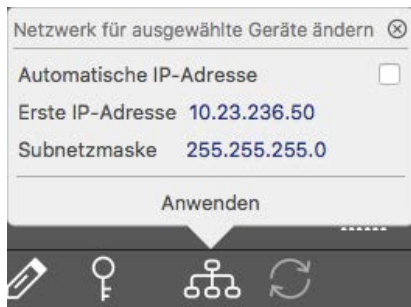 Netzwerk für ausgewählte Geräte ändern
Automatische IP-Adresse
Erste IP-Adresse 10.23.236.50
Subnetzmaske 255.255.255.0
Anwenden